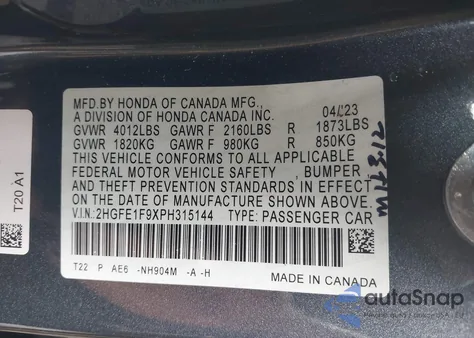 MFD.BY HONDA OF CANADA MFG.,
A DIVISION OF HONDA CANADA INC.
04/23
GVWR 4012LBS GAWR F 2160LBS R 1873LBS
GVWR 1820KG GAWR F 980KG R 850KG
THIS VEHICLE CONFORMS TO ALL APPLICABLE
FEDERAL MOTOR VEHICLE SAFETY, BUMPER,
AND THEFT PREVENTION STANDARDS IN EFFECT
ON THE DATE OF MANUFACTURE SHOWN ABOVE.
V.I.N.: 2HGFE1F9XPH315144 TYPE: PASSENGER CAR
T22 P AE6 -NH904M -A -H
MADE IN CANADA
T20 A1
autaSnap